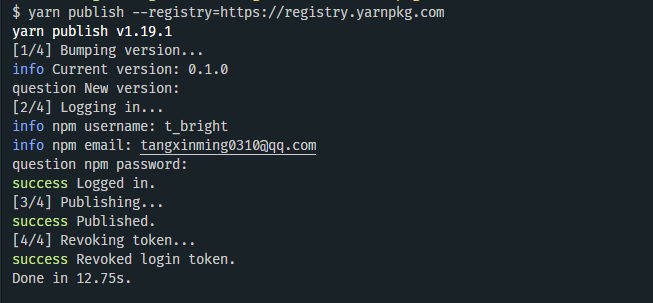 $ yarn publish --registry=https://registry.yarnpkg.com
yarn publish v1.19.1
[1/4] Bumping version...
info Current version: 0.1.0
question New version:
[2/4] Logging in...
info npm username: t_bright
info npm email: tangxinming0310@qq.com
question npm password:
success Logged in.
[3/4] Publishing...
success Published.
[4/4] Revoking token...
success Revoked login token.
Done in 12.75s.